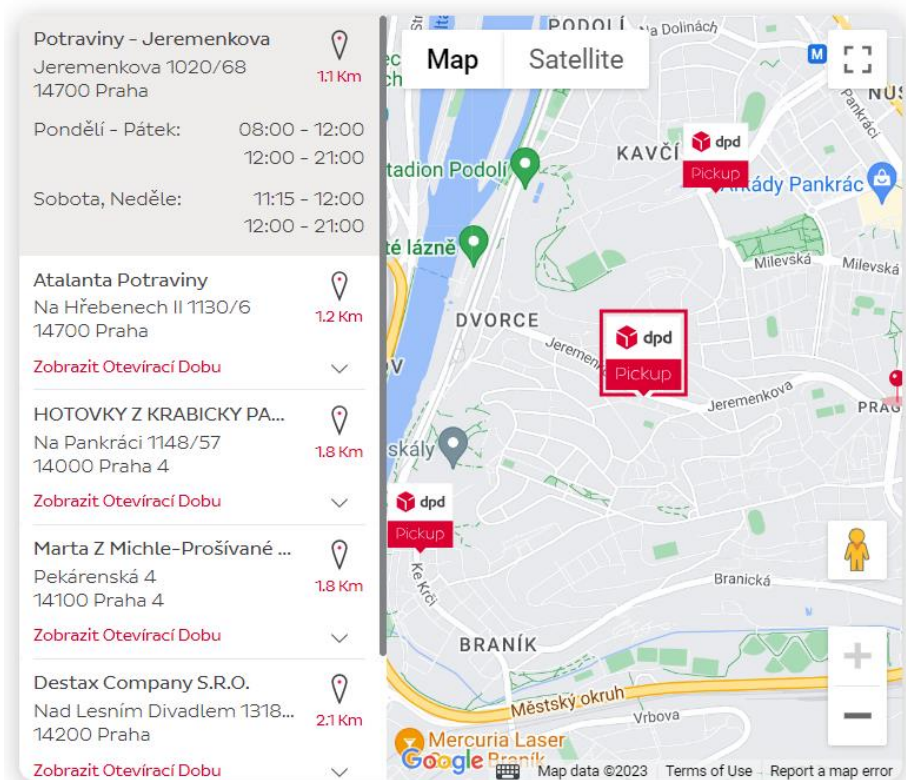 Potraviny - Jeremenkova
Jeremenkova 1020/68
14700 Praha
1.1 Km
Pondělí - Pátek: 08:00 - 12:00
12:00 - 21:00
Sobota, Neděle: 11:15 - 12:00
12:00 - 21:00
Atalanta Potraviny
Na Hřebenech II 1130/6
14700 Praha
1.2 Km
Zobrazit Otevírací Dobu
HOTOVKY Z KRABICKY PA...
Na Pankráci 1148/57
14000 Praha 4
1.8 Km
Zobrazit Otevírací Dobu
Marta Z Michle-Prošívané ...
Pekárenská 4
14100 Praha 4
1.8 Km
Zobrazit Otevírací Dobu
Destax Company S.R.O.
Nad Lesním Divadlem 1318...
14200 Praha
2.1 Km
Zobrazit Otevírací Dobu
PODOLÍ
Na Dolinách
Map Satellite
M
NUS
Pankráci
dpd
Pickup
KAVČÍ
tadion Podolí
Arkády Pankrác
té lázně
Milevská
Milevská
DVORCE
dpd
Pickup
Jeremen
Jeremenkova
OV
PRAG
skály
dpd
Pickup
Ke Krči
Branická
BRANÍK
Městský okruh
Vrbova
Mercuria Laser
Braník
Google
Map data ©2023 Terms of Use Report a map error